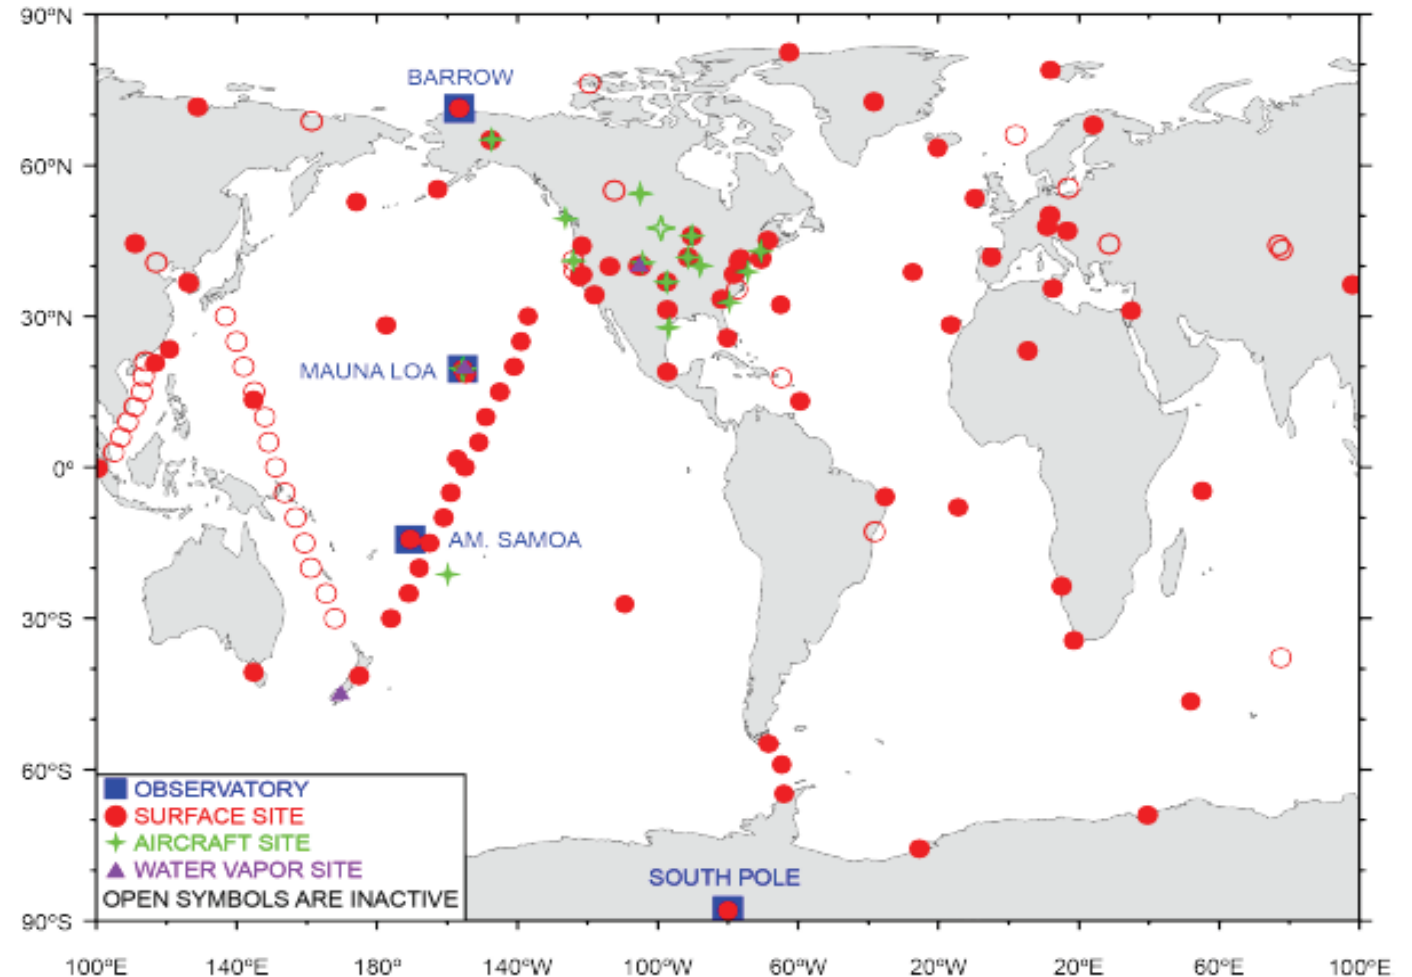 90°N
BARROW
60°N
30°N
MAUNA LOA
0°
AM. SAMOA
30°S
60°S
OBSERVATORY
SURFACE SITE
AIRCRAFT SITE
WATER VAPOR SITE
OPEN SYMBOLS ARE INACTIVE
SOUTH POLE
90°S
100°E 140°E 180° 140°W 100°W 60°W 20°W 20°E 60°E 100°E